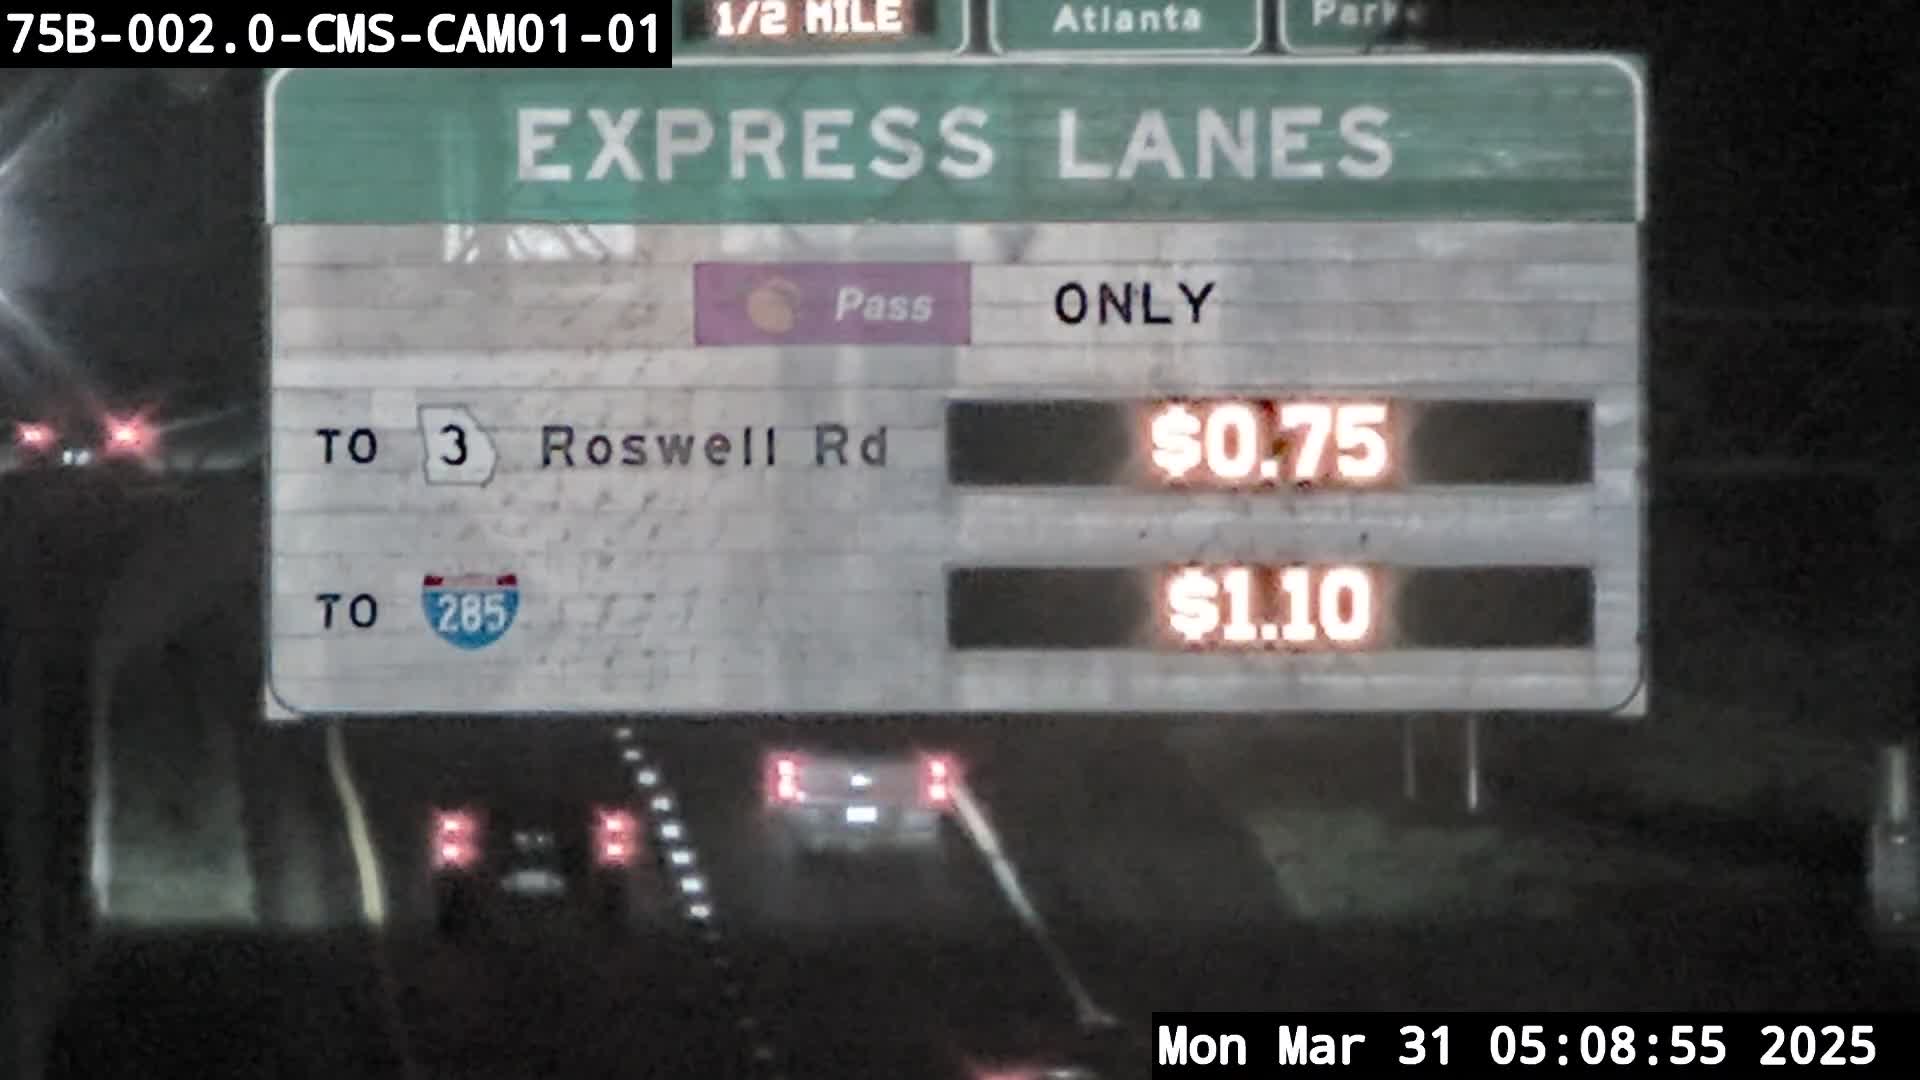 75B-002.0-CMS-CAM01-01
1/2 MILE
Atlanta
EXPRESS LANES
Pass ONLY
TO 3 Roswell Rd $0.75
TO 285 $1.10
Mon Mar 31 05:08:55 2025